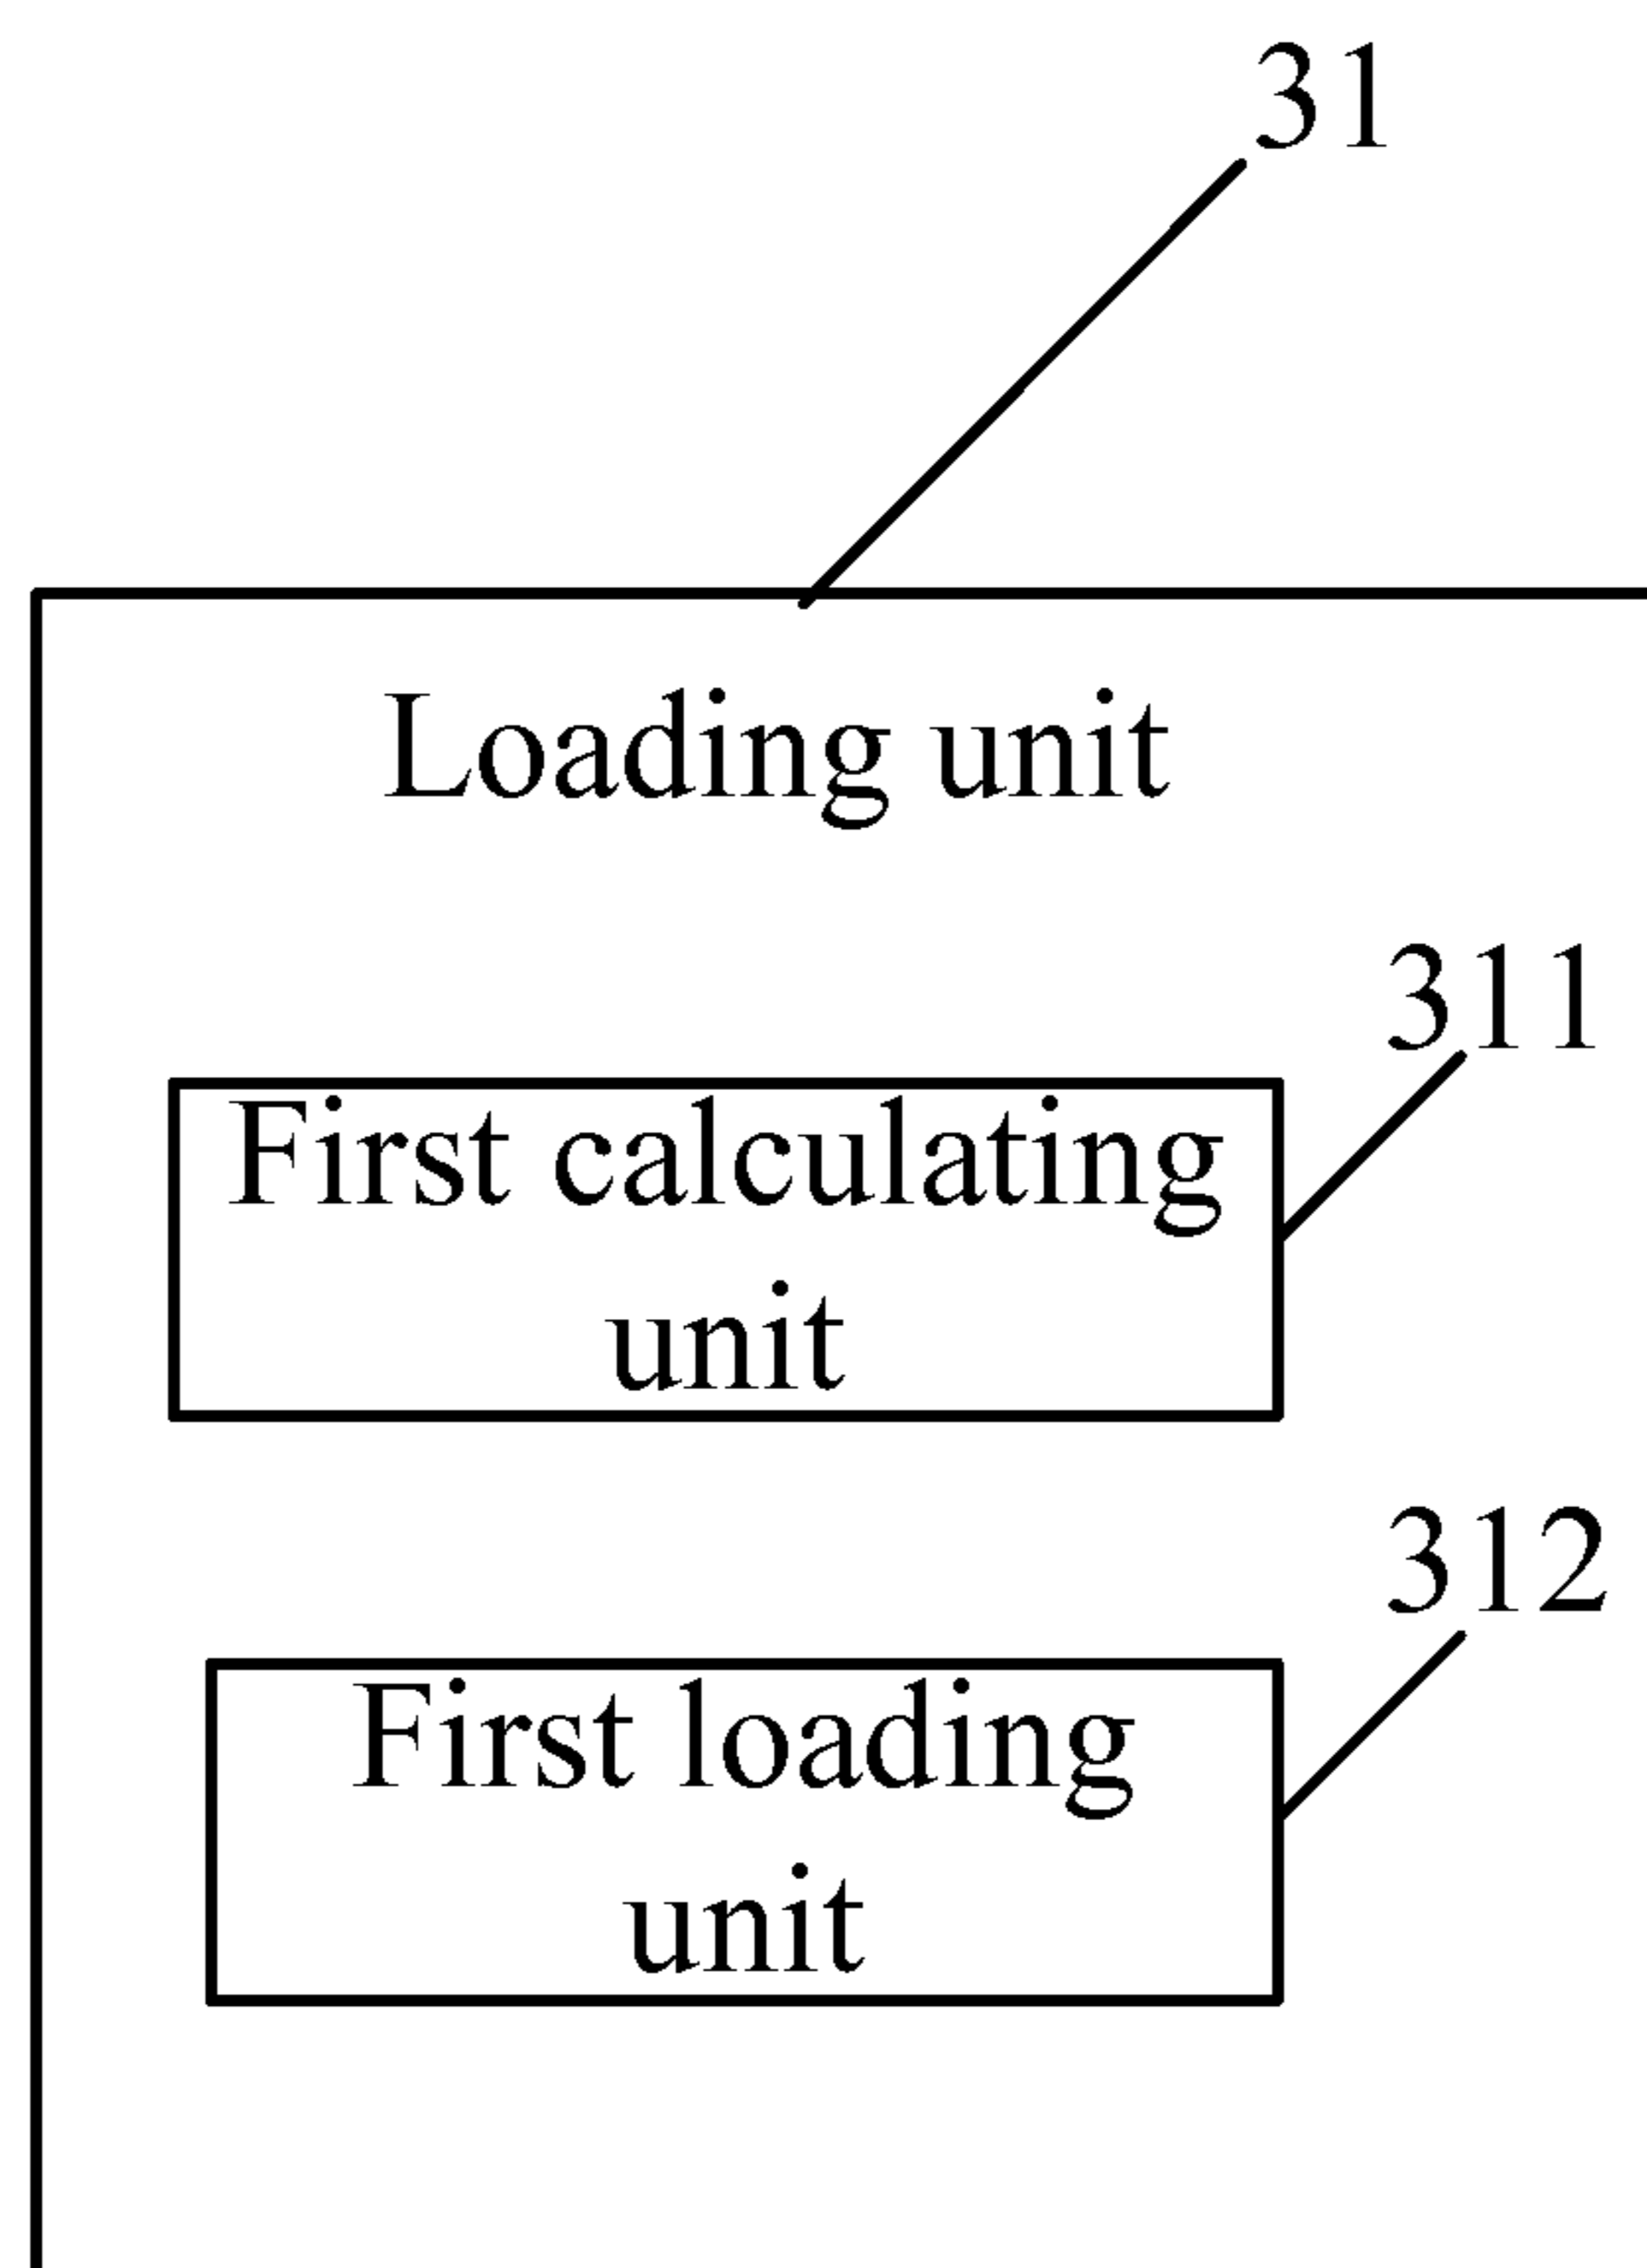 31
Loading unit
311
First calculating
unit
312
First loading
unit